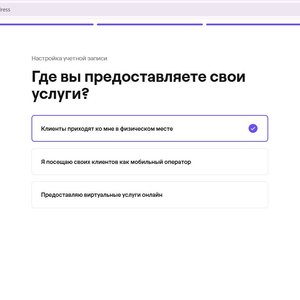 dress
Настройка учетной записи
Где вы предоставляете свои
услуги?
Клиенты приходят ко мне в физическом месте
Я посещаю своих клиентов как мобильный оператор
Предоставляю виртуальные услуги онлайн